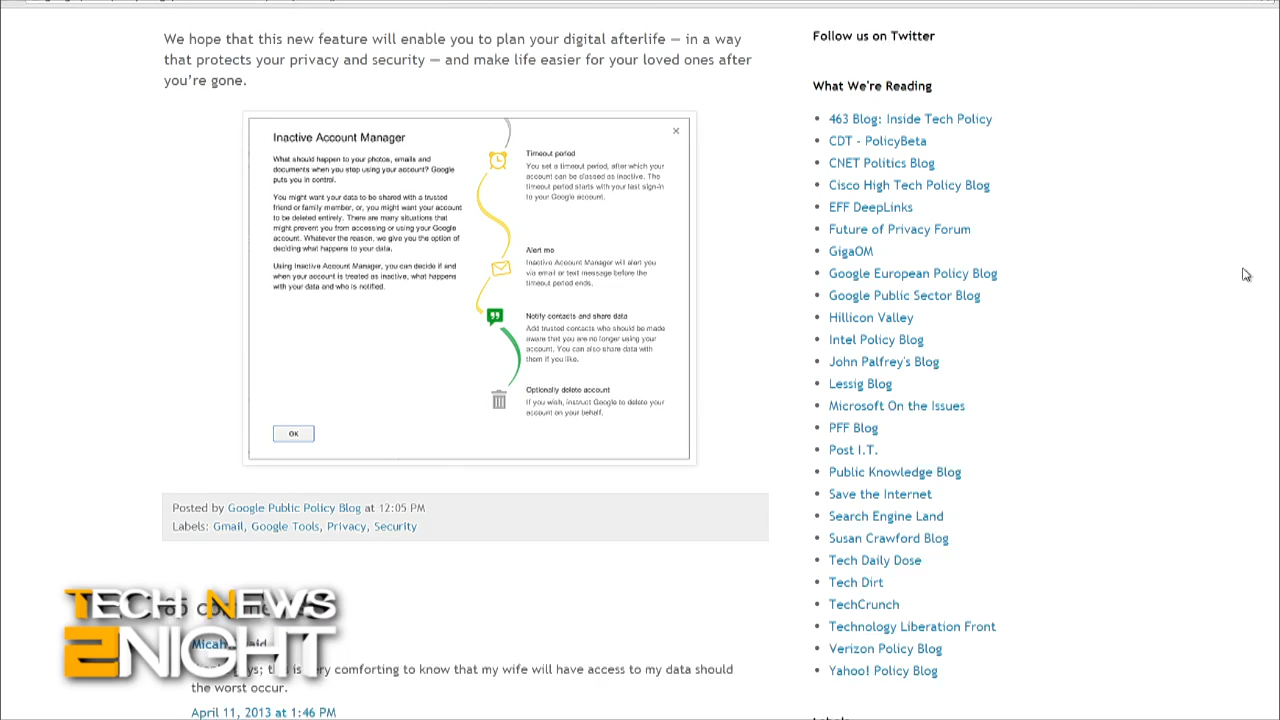 We hope that this new feature will enable you to plan your digital afterlife — in a way
that protects your privacy and security — and make life easier for your loved ones after
you're gone.
Inactive Account Manager
What should happen to your photos, emails and
documents when you stop using your account? Google
puts you in control.
You might want your data to be shared with a trusted
friend or family member, or, you might want your account
to be deleted entirely. There are many situations that
might prevent you from accessing or using your Google
account. Whatever the reason, we give you the option of
deciding what happens to your data.
Using Inactive Account Manager, you can decide if and
when your account is treated as inactive, what happens
with your data and who is notified.
OK
Timeout period
You set a timeout period, after which your
account can be classed as inactive. The
timeout period starts with your last sign-in
to your Google account.
Alert me
Inactive Account Manager will alert you
via email or text message before the
timeout period ends.
Notify contacts and share data
Add trusted contacts who should be made
aware that you are no longer using your
account. You can also share data with
them if you like.
Optionally delete account
If you wish, instruct Google to delete your
account on your behalf.
Posted by Google Public Policy Blog at 12:05 PM
Labels: Gmail, Google Tools, Privacy, Security
TECH NEWS
2NIGHT
Micah
very comforting to know that my wife will have access to my data should
the worst occur.
April 11, 2013 at 1:46 PM
Follow us on Twitter
What We're Reading
463 Blog: Inside Tech Policy
CDT - PolicyBeta
CNET Politics Blog
Cisco High Tech Policy Blog
EFF DeepLinks
Future of Privacy Forum
GigaOM
Google European Policy Blog
Google Public Sector Blog
Hillicon Valley
Intel Policy Blog
John Palfrey's Blog
Lessig Blog
Microsoft On the Issues
PFF Blog
Post I.T.
Public Knowledge Blog
Save the Internet
Search Engine Land
Susan Crawford Blog
Tech Daily Dose
Tech Dirt
TechCrunch
Technology Liberation Front
Verizon Policy Blog
Yahoo! Policy Blog